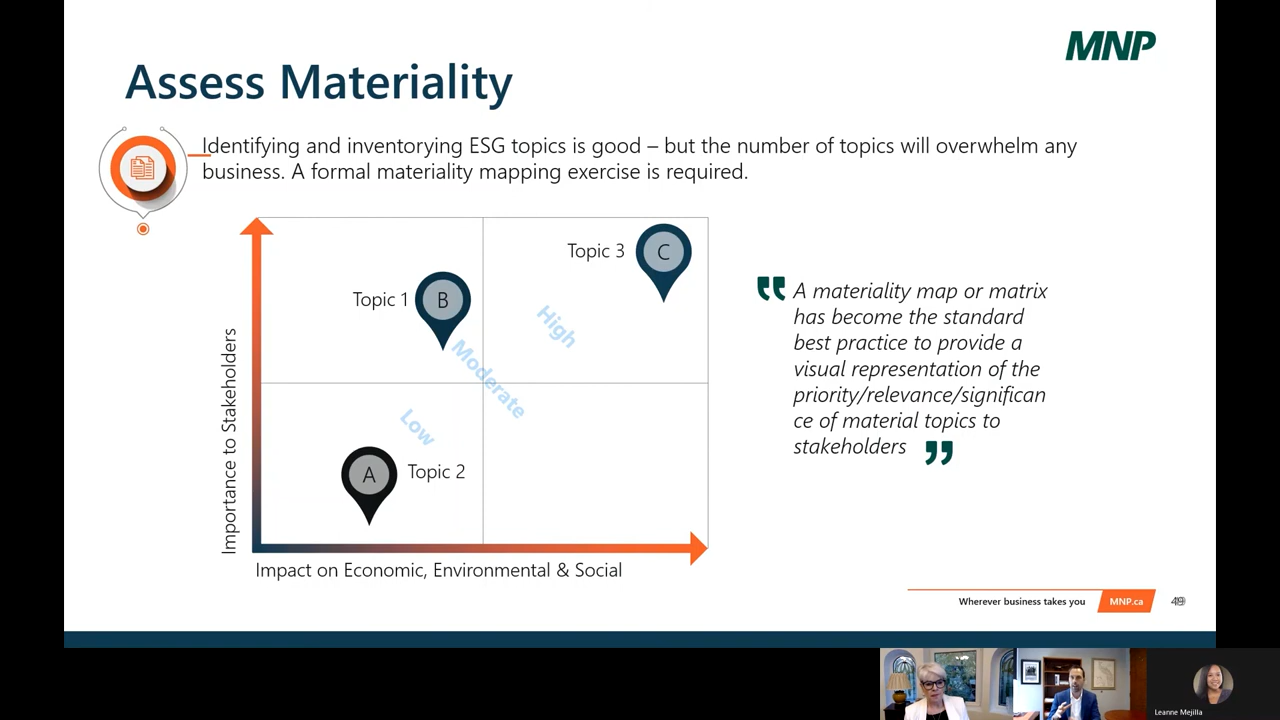 MNP
Assess Materiality
Identifying and inventorying ESG topics is good – but the number of topics will overwhelm any
business. A formal materiality mapping exercise is required.
Importance to Stakeholders
Topic 3
C
Topic 1
B
High
Moderate
Low
A
Topic 2
Impact on Economic, Environmental & Social
A materiality map or matrix
has become the standard
best practice to provide a
visual representation of the
priority/relevance/significan
ce of material topics to
stakeholders
Wherever business takes you
MNP.ca
Leanne Mejilla